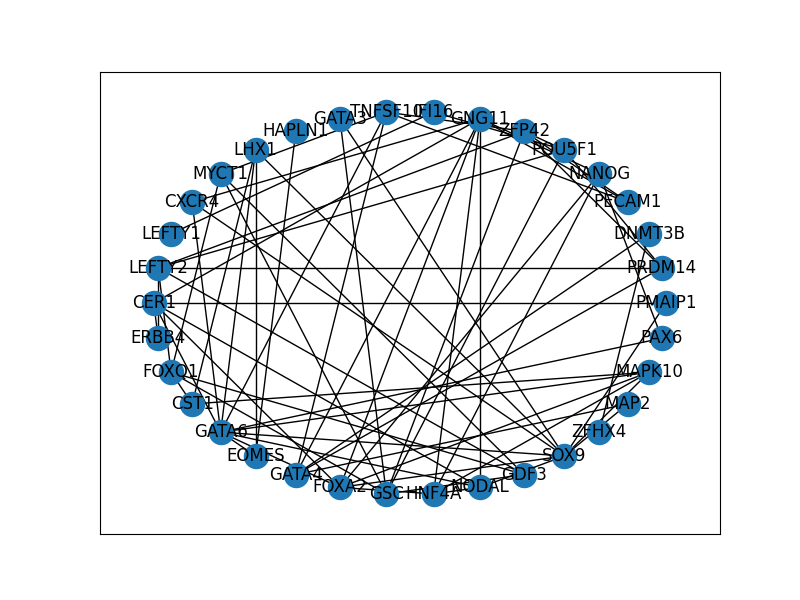 TNFSF10
IFI16
GATA3
GNG11
HAPLN1
ZFP42
LHX1
POU5F1
MYCT1
NANOG
CXCR4
PECAM1
LEFTY1
DNMT3B
LEFTY2
PRDM14
CER1
PMAIP1
ERBB4
PAX6
FOXQ1
MAPK10
CST1
MAP2
GATA6
ZFHX4
EOMES
SOX9
GATA4
GDF3
FOXA2
NODAL
GSC
HNF4A